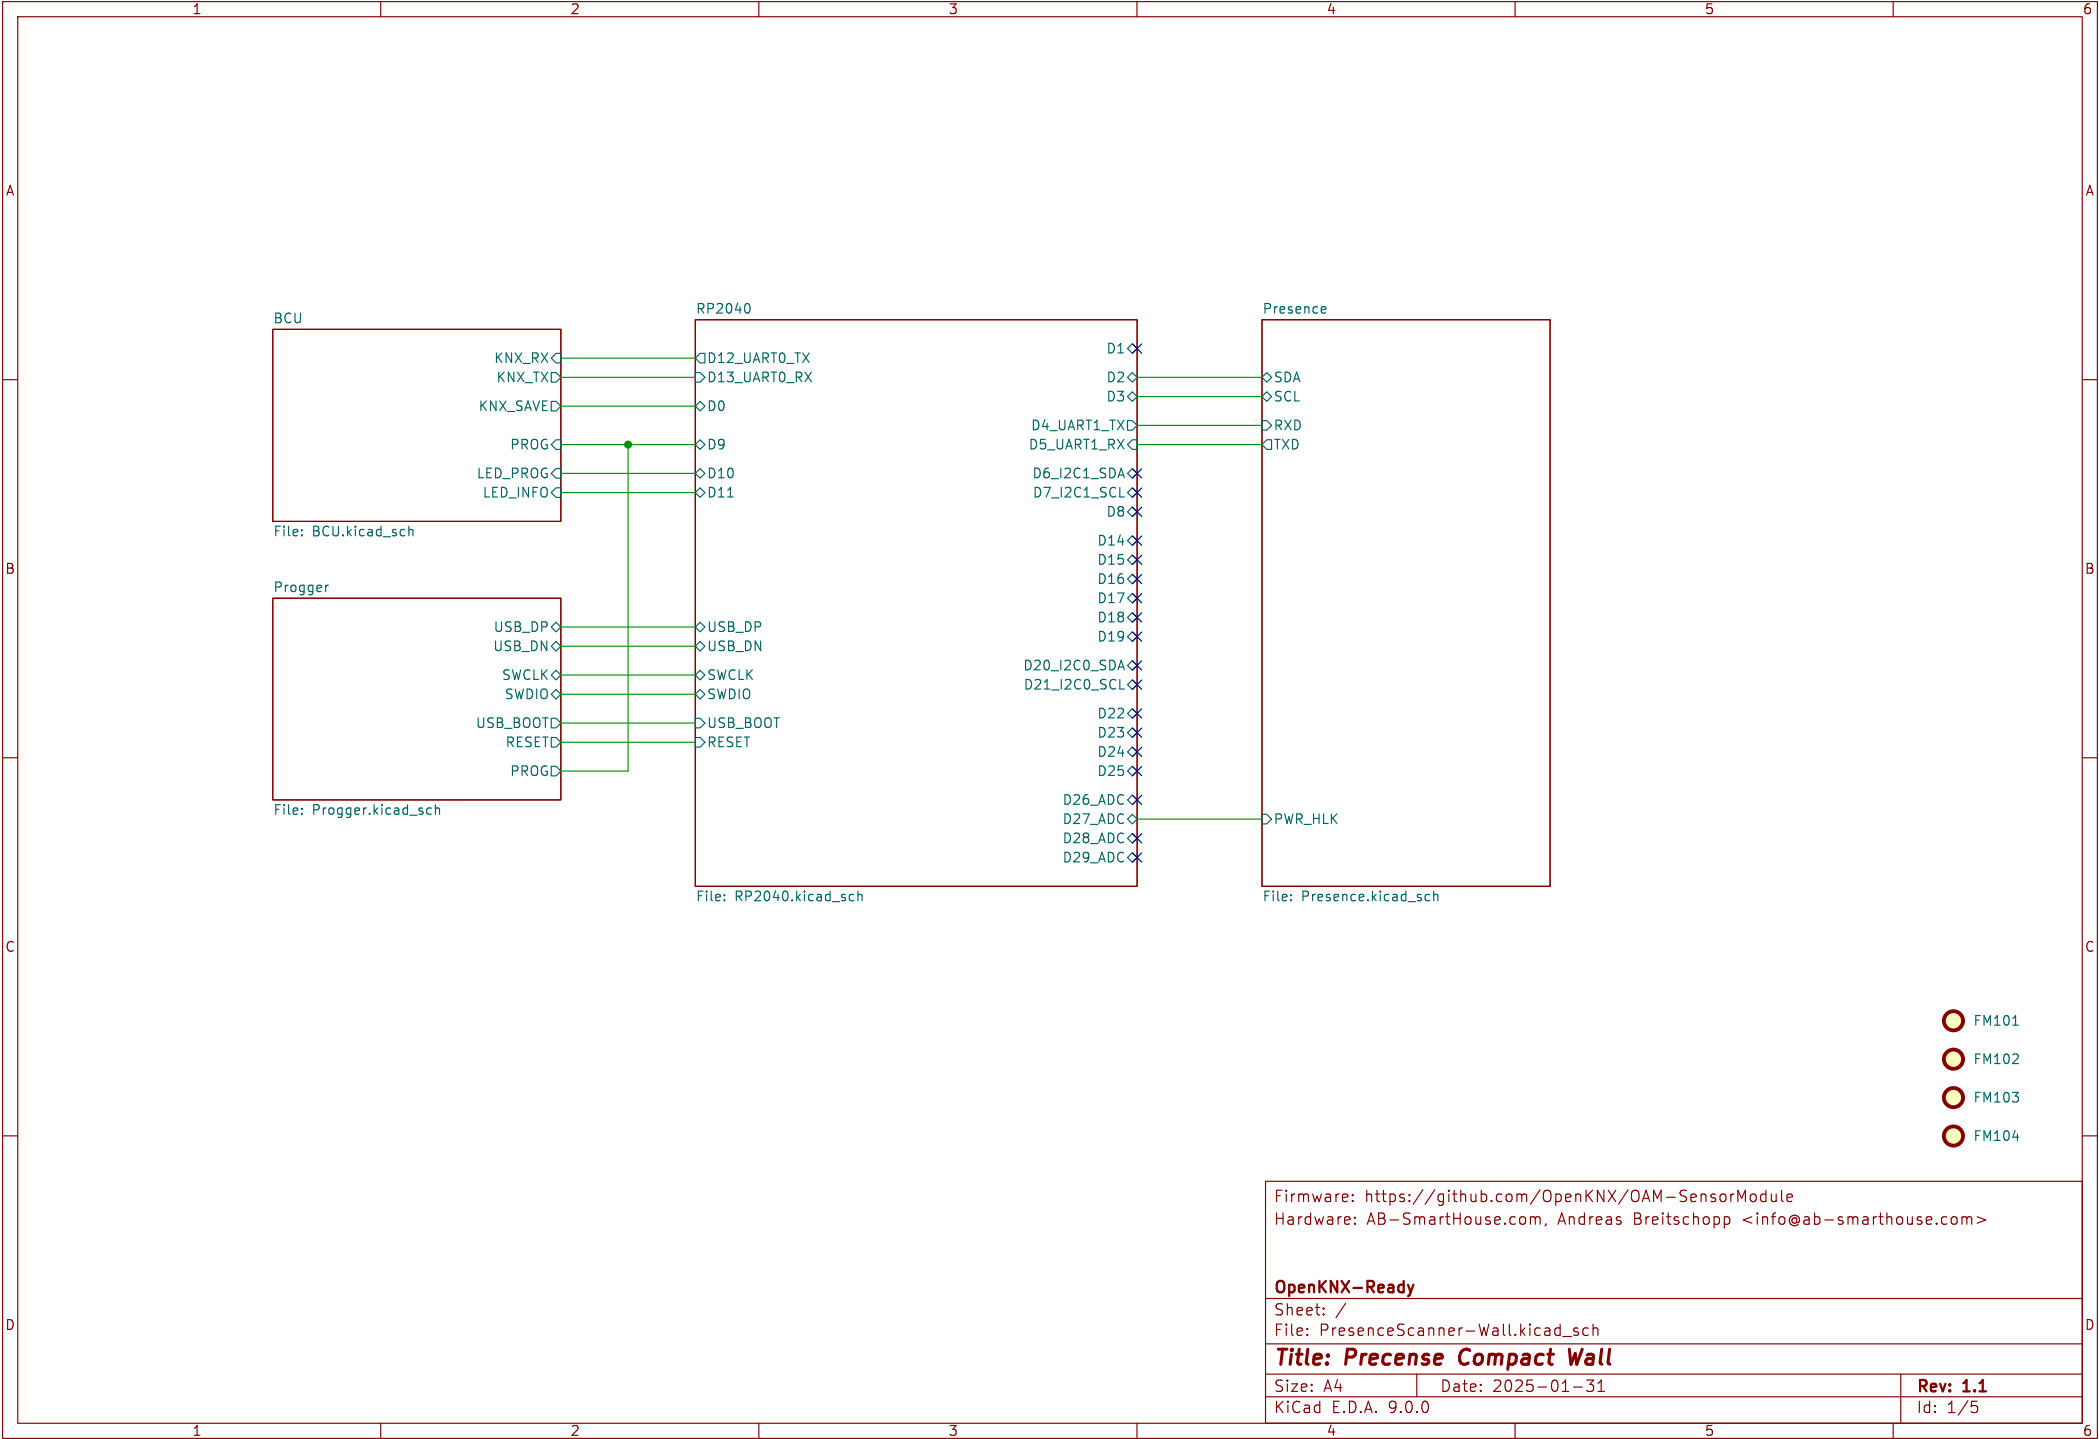 1 2 3 4 5 6
A A
B B
C C
D D
BCU
KNX_RX
KNX_TX
KNX_SAVE
PROG
LED_PROG
LED_INFO
File: BCU.kicad_sch
Progger
USB_DP
USB_DN
SWCLK
SWDIO
USB_BOOT
RESET
PROG
File: Progger.kicad_sch
RP2040
D12_UART0_TX
D13_UART0_RX
D0
D9
D10
D11
USB_DP
USB_DN
SWCLK
SWDIO
USB_BOOT
RESET
D1
D2
D3
D4_UART1_TX
D5_UART1_RX
D6_I2C1_SDA
D7_I2C1_SCL
D8
D14
D15
D16
D17
D18
D19
D20_I2C0_SDA
D21_I2C0_SCL
D22
D23
D24
D25
D26_ADC
D27_ADC
D28_ADC
D29_ADC
File: RP2040.kicad_sch
Presence
SDA
SCL
RXD
TXD
PWR_HLK
File: Presence.kicad_sch
FM101
FM102
FM103
FM104
Firmware: https://github.com/OpenKNX/OAM-SensorModule
Hardware: AB-SmartHouse.com, Andreas Breitschopp <info@ab-smarthouse.com>
OpenKNX-Ready
Sheet: /
File: PresenceScanner-Wall.kicad_sch
Title: Precense Compact Wall
Size: A4 Date: 2025-01-31 Rev: 1.1
KiCad E.D.A. 9.0.0 Id: 1/5
1 2 3 4 5 6